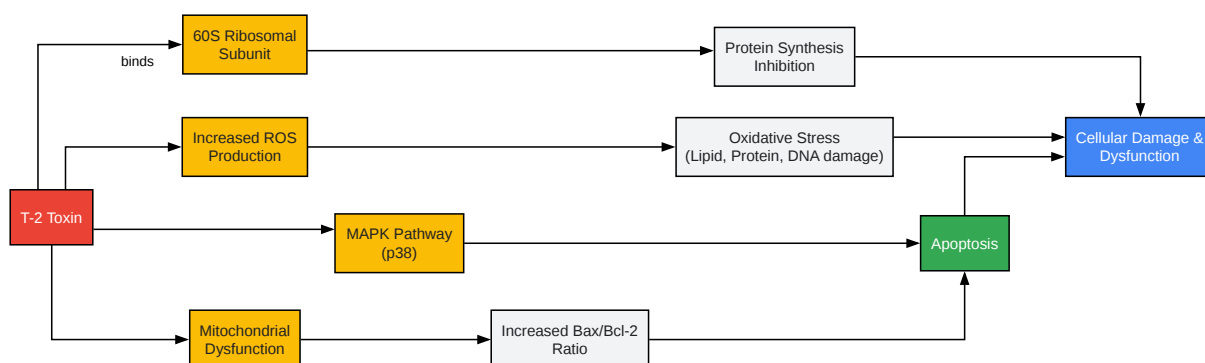 60S Ribosomal
Subunit
binds
Protein Synthesis
Inhibition
Increased ROS
Production
Oxidative Stress
(Lipid, Protein, DNA damage)
Cellular Damage &
Dysfunction
T-2 Toxin
MAPK Pathway
(p38)
Apoptosis
Mitochondrial
Dysfunction
Increased Bax/Bcl-2
Ratio